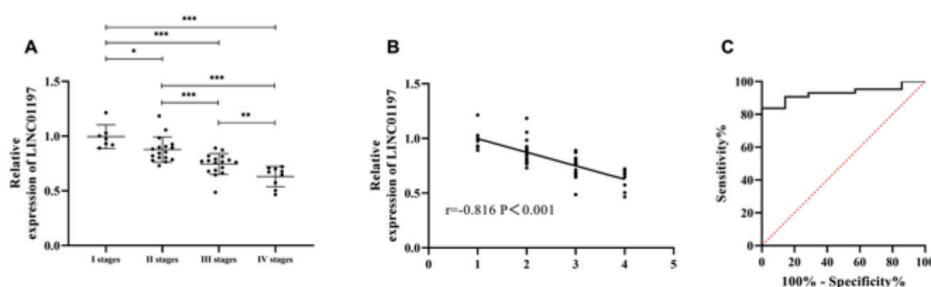 A
***
***
*
***
***
**
Relative
expression of LINC01197
1.5
1.0
0.5
0.0
I stages
II stages
III stages
IV stages
B
Relative
expression of LINC01197
1.5
1.0
0.5
0.0
r=-0.816 P＜0.001
0
1
2
3
4
5
C
Sensitivity%
100
80
60
40
20
0
0
20
40
60
80
100
100% - Specificity%